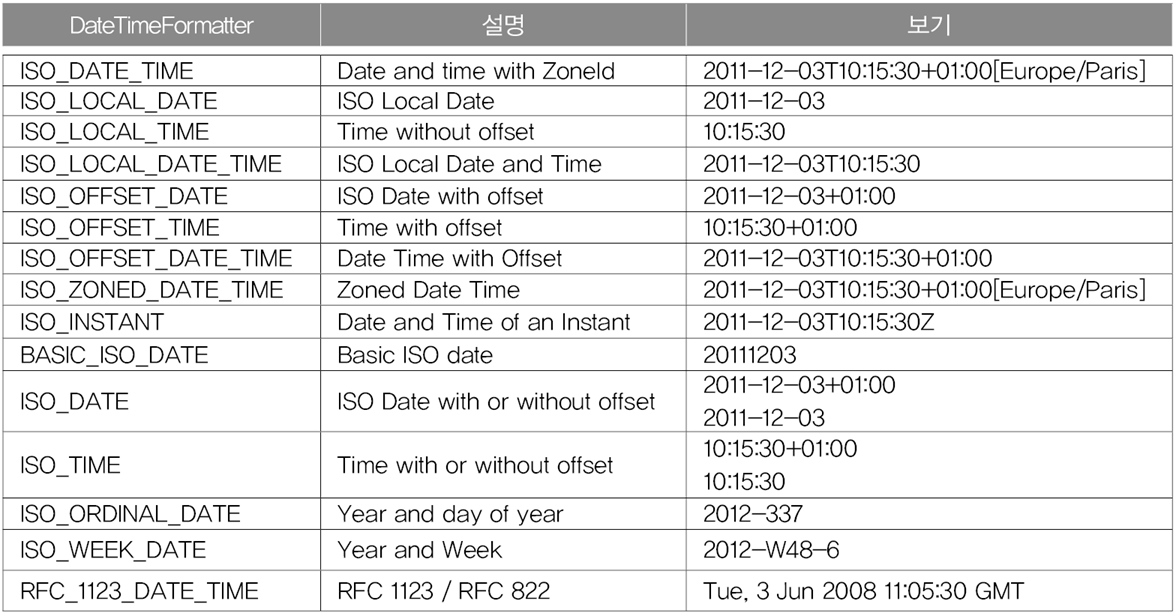 DateTimeFormatter 설명 보기
ISO_DATE_TIME Date and time with ZoneId 2011-12-03T10:15:30+01:00[Europe/Paris]
ISO_LOCAL_DATE ISO Local Date 2011-12-03
ISO_LOCAL_TIME Time without offset 10:15:30
ISO_LOCAL_DATE_TIME ISO Local Date and Time 2011-12-03T10:15:30
ISO_OFFSET_DATE ISO Date with offset 2011-12-03+01:00
ISO_OFFSET_TIME Time with offset 10:15:30+01:00
ISO_OFFSET_DATE_TIME Date Time with Offset 2011-12-03T10:15:30+01:00
ISO_ZONED_DATE_TIME Zoned Date Time 2011-12-03T10:15:30+01:00[Europe/Paris]
ISO_INSTANT Date and Time of an Instant 2011-12-03T10:15:30Z
BASIC_ISO_DATE Basic ISO date 20111203
ISO_DATE ISO Date with or without offset 2011-12-03+01:00
2011-12-03
ISO_TIME Time with or without offset 10:15:30+01:00
10:15:30
ISO_ORDINAL_DATE Year and day of year 2012-337
ISO_WEEK_DATE Year and Week 2012-W48-6
RFC_1123_DATE_TIME RFC 1123 / RFC 822 Tue, 3 Jun 2008 11:05:30 GMT